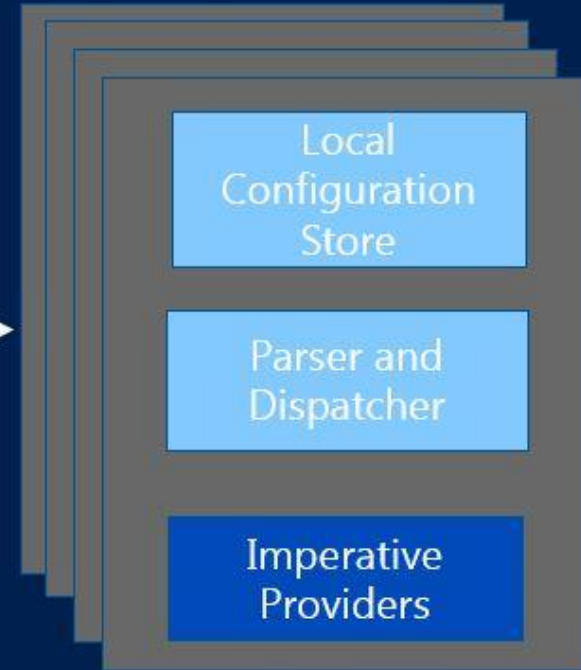 Local
Configuration
Store
Parser and
Dispatcher
Imperative
Providers